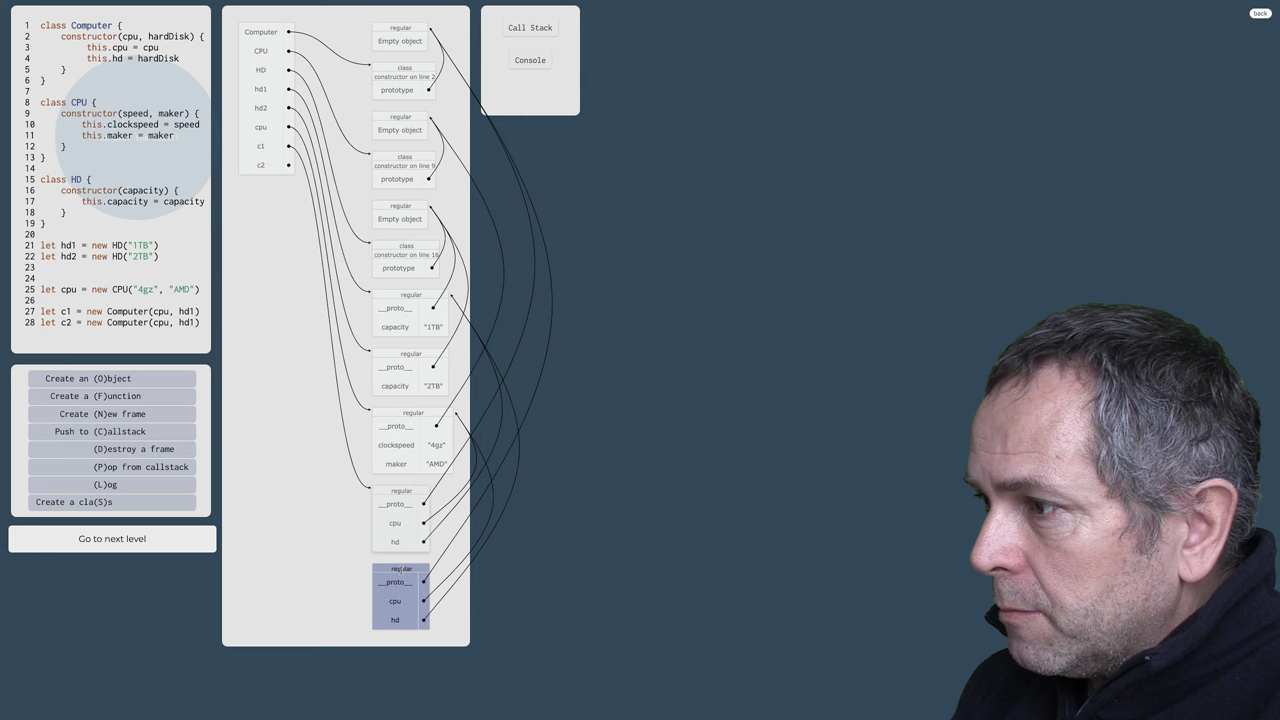 1 class Computer {
2 constructor(cpu, hardDisk) {
3 this.cpu = cpu
4 this.hd = hardDisk
5 }
6 }
7
8 class CPU {
9 constructor(speed, maker) {
10 this.clockspeed = speed
11 this.maker = maker
12 }
13 }
14
15 class HD {
16 constructor(capacity) {
17 this.capacity = capacity
18 }
19 }
20
21 let hd1 = new HD("1TB")
22 let hd2 = new HD("2TB")
23
24
25 let cpu = new CPU("4gz", "AMD")
26
27 let c1 = new Computer(cpu, hd1)
28 let c2 = new Computer(cpu, hd1)
Create an (O)bject
Create a (F)unction
Create (N)ew frame
Push to (C)allstack
(D)estroy a frame
(P)op from callstack
(L)og
Create a cla(S)s
Go to next level
Computer
CPU
HD
hd1
hd2
cpu
c1
c2
regular
Empty object
class
constructor on line 2
prototype
regular
Empty object
class
constructor on line 9
prototype
regular
Empty object
class
constructor on line 16
prototype
regular
__proto__
capacity "1TB"
regular
__proto__
capacity "2TB"
regular
__proto__
clockspeed "4gz"
maker "AMD"
regular
__proto__
cpu
hd
regular
__proto__
cpu
hd
Call Stack
Console
back